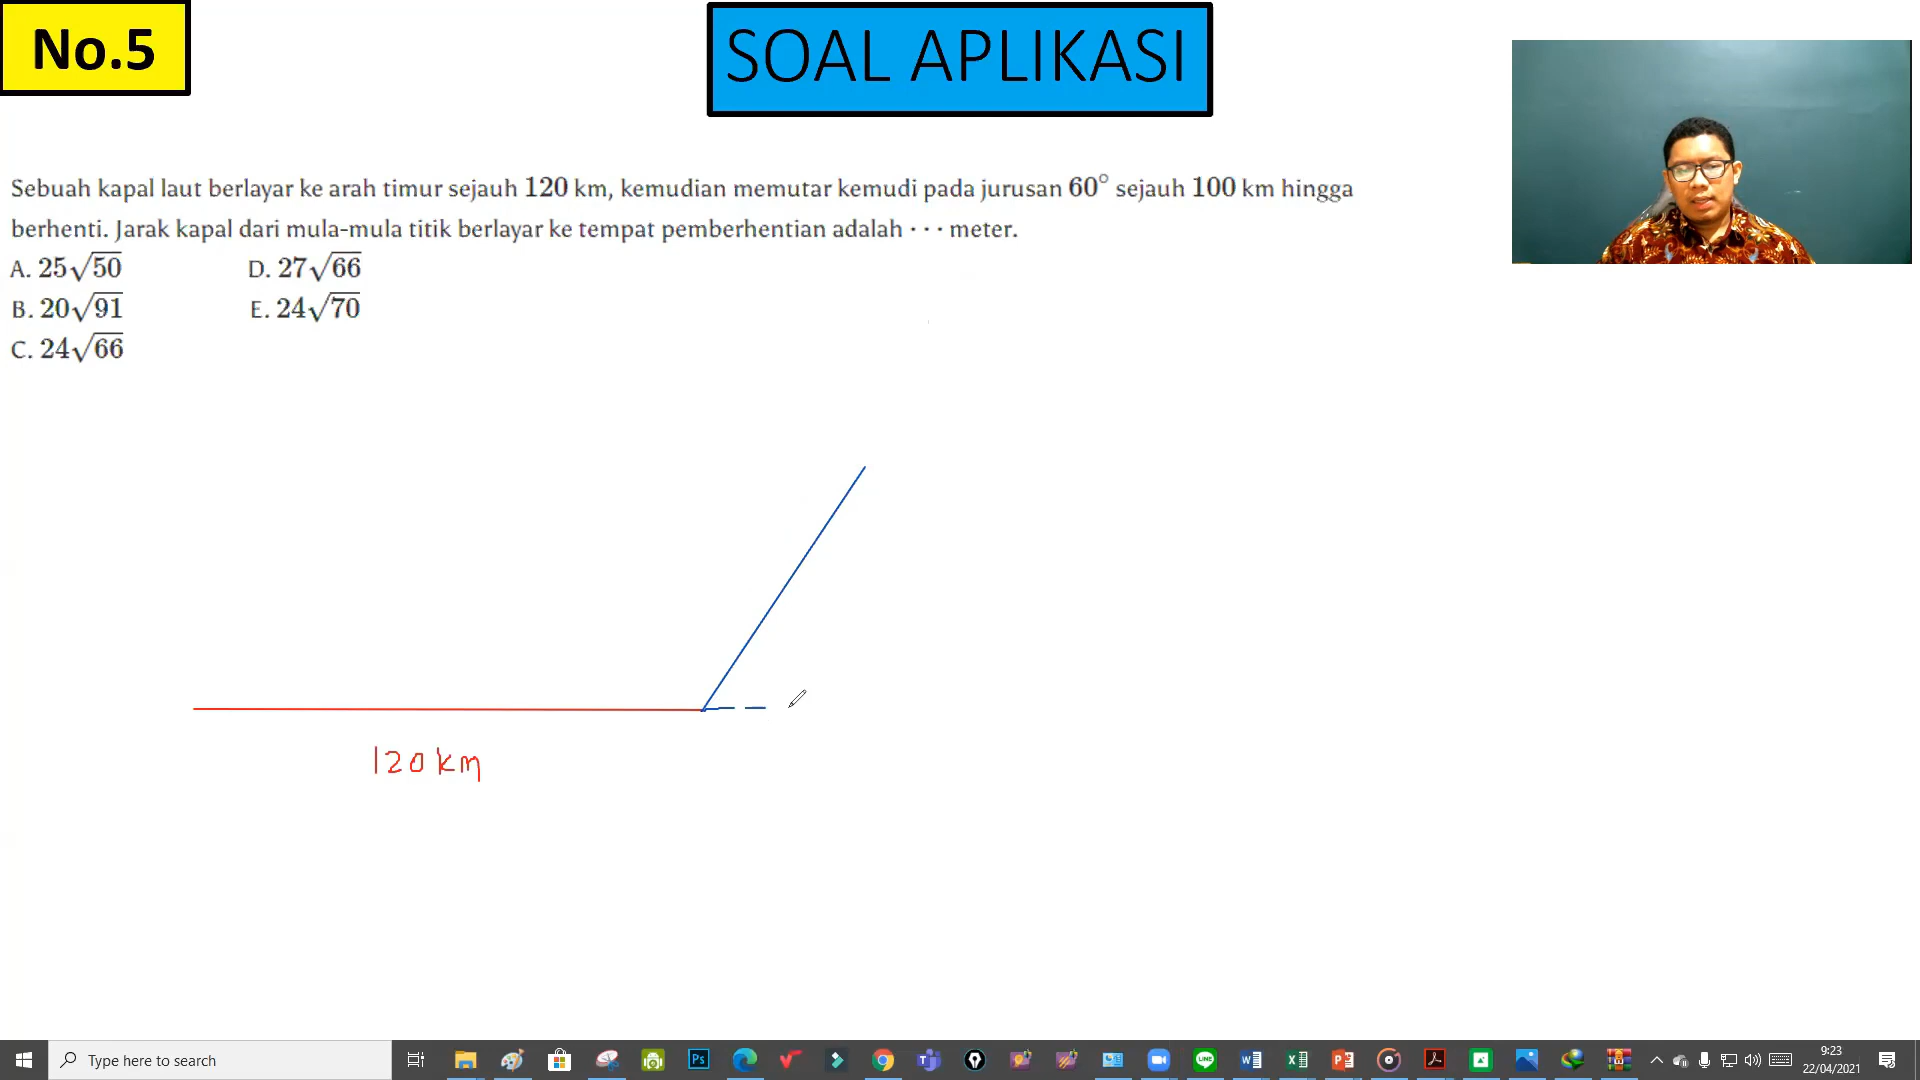 No.5
SOAL APLIKASI
Sebuah kapal laut berlayar ke arah timur sejauh 120 km, kemudian memutar kemudi pada jurusan 60° sejauh 100 km hingga
berhenti. Jarak kapal dari mula-mula titik berlayar ke tempat pemberhentian adalah ··· meter.
A. 25√50 D. 27√66
B. 20√91 E. 24√70
C. 24√66
120 km
Type here to search
9:23
22/04/2021